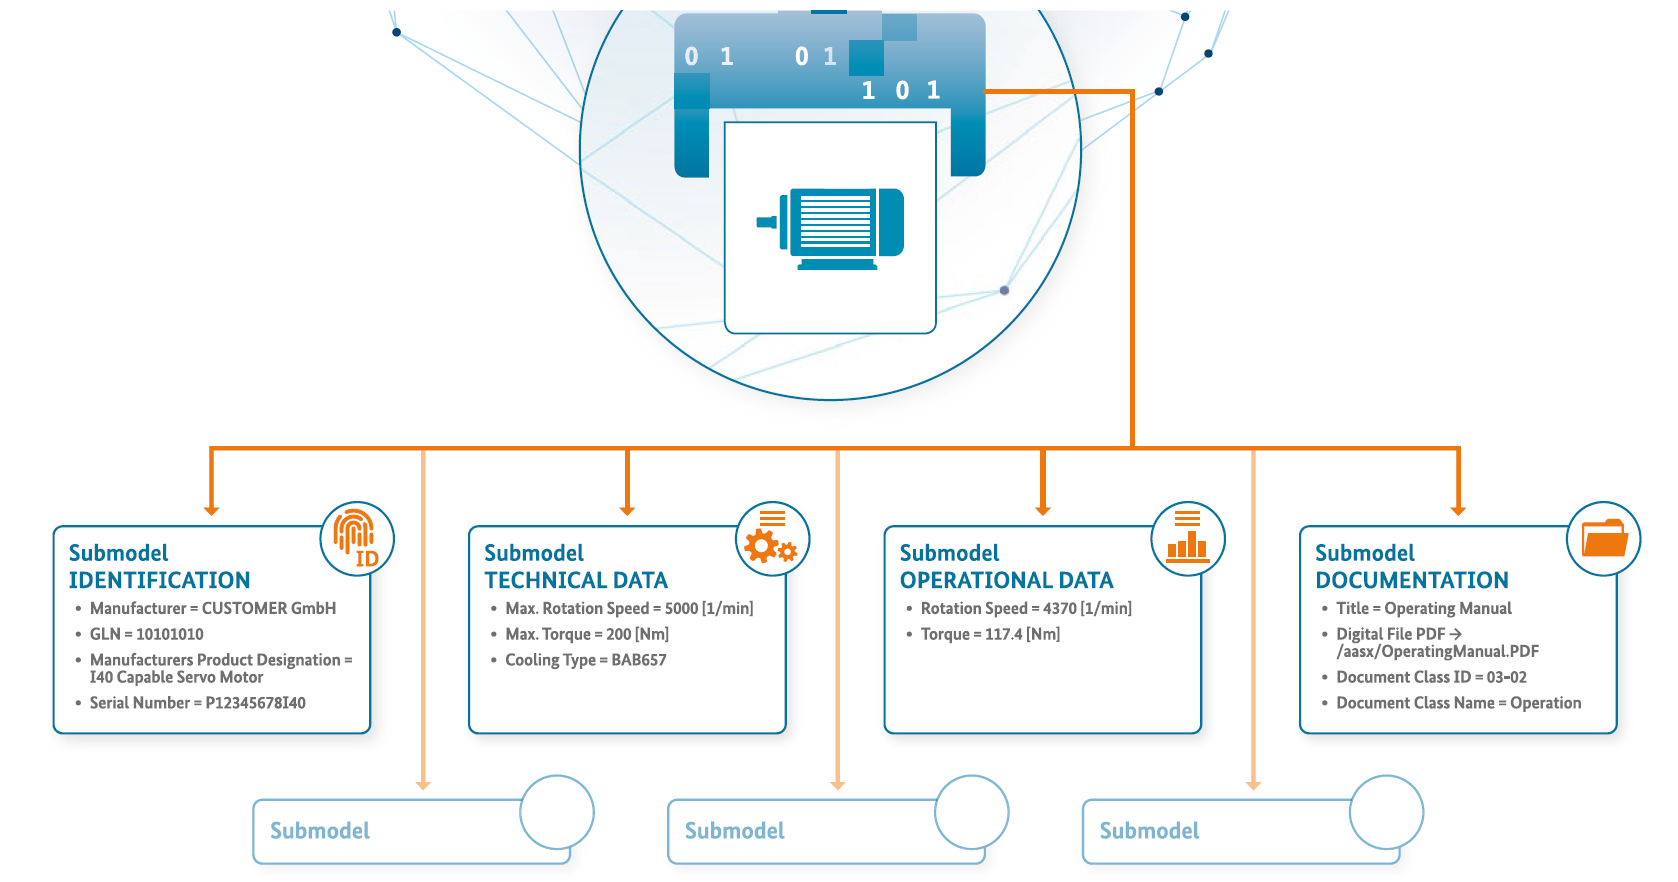 0 1 0 1
1 0 1
ID
Submodel
IDENTIFICATION
• Manufacturer = CUSTOMER GmbH
• GLN = 10101010
• Manufacturers Product Designation =
I40 Capable Servo Motor
• Serial Number = P12345678I40
Submodel
TECHNICAL DATA
• Max. Rotation Speed = 5000 [1/min]
• Max. Torque = 200 [Nm]
• Cooling Type = BAB657
Submodel
OPERATIONAL DATA
• Rotation Speed = 4370 [1/min]
• Torque = 117.4 [Nm]
Submodel
DOCUMENTATION
• Title = Operating Manual
• Digital File PDF →
/aasx/OperatingManual.PDF
• Document Class ID = 03-02
• Document Class Name = Operation
Submodel
Submodel
Submodel